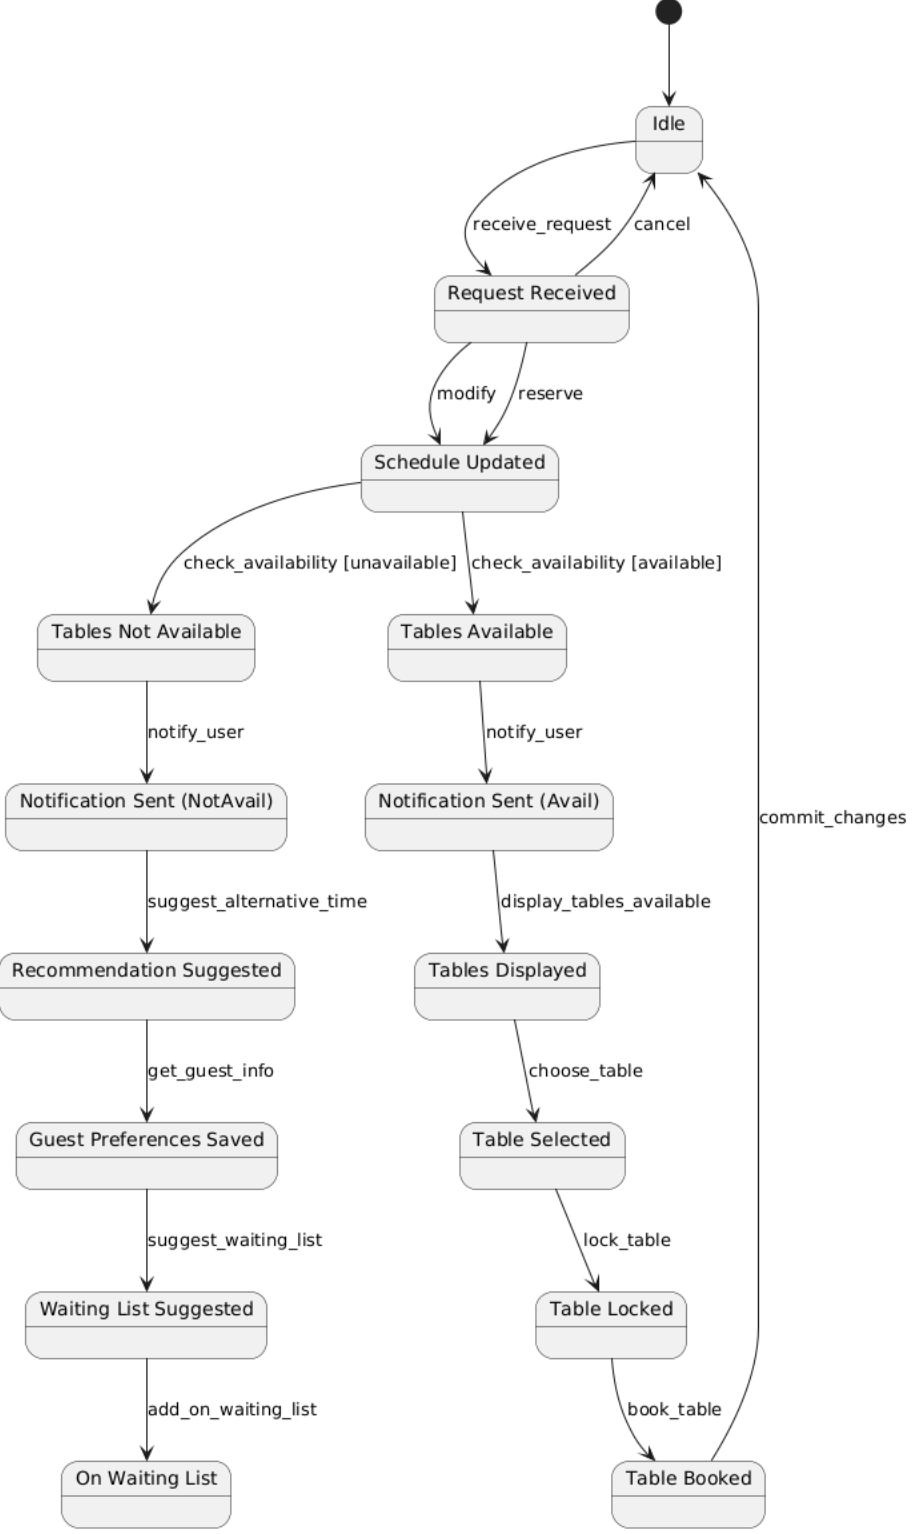 Idle
receive_request
cancel
Request Received
modify
reserve
Schedule Updated
check_availability [unavailable]
check_availability [available]
Tables Not Available
Tables Available
notify_user
notify_user
Notification Sent (NotAvail)
Notification Sent (Avail)
commit_changes
suggest_alternative_time
display_tables_available
Recommendation Suggested
Tables Displayed
get_guest_info
choose_table
Guest Preferences Saved
Table Selected
suggest_waiting_list
lock_table
Waiting List Suggested
Table Locked
add_on_waiting_list
book_table
On Waiting List
Table Booked